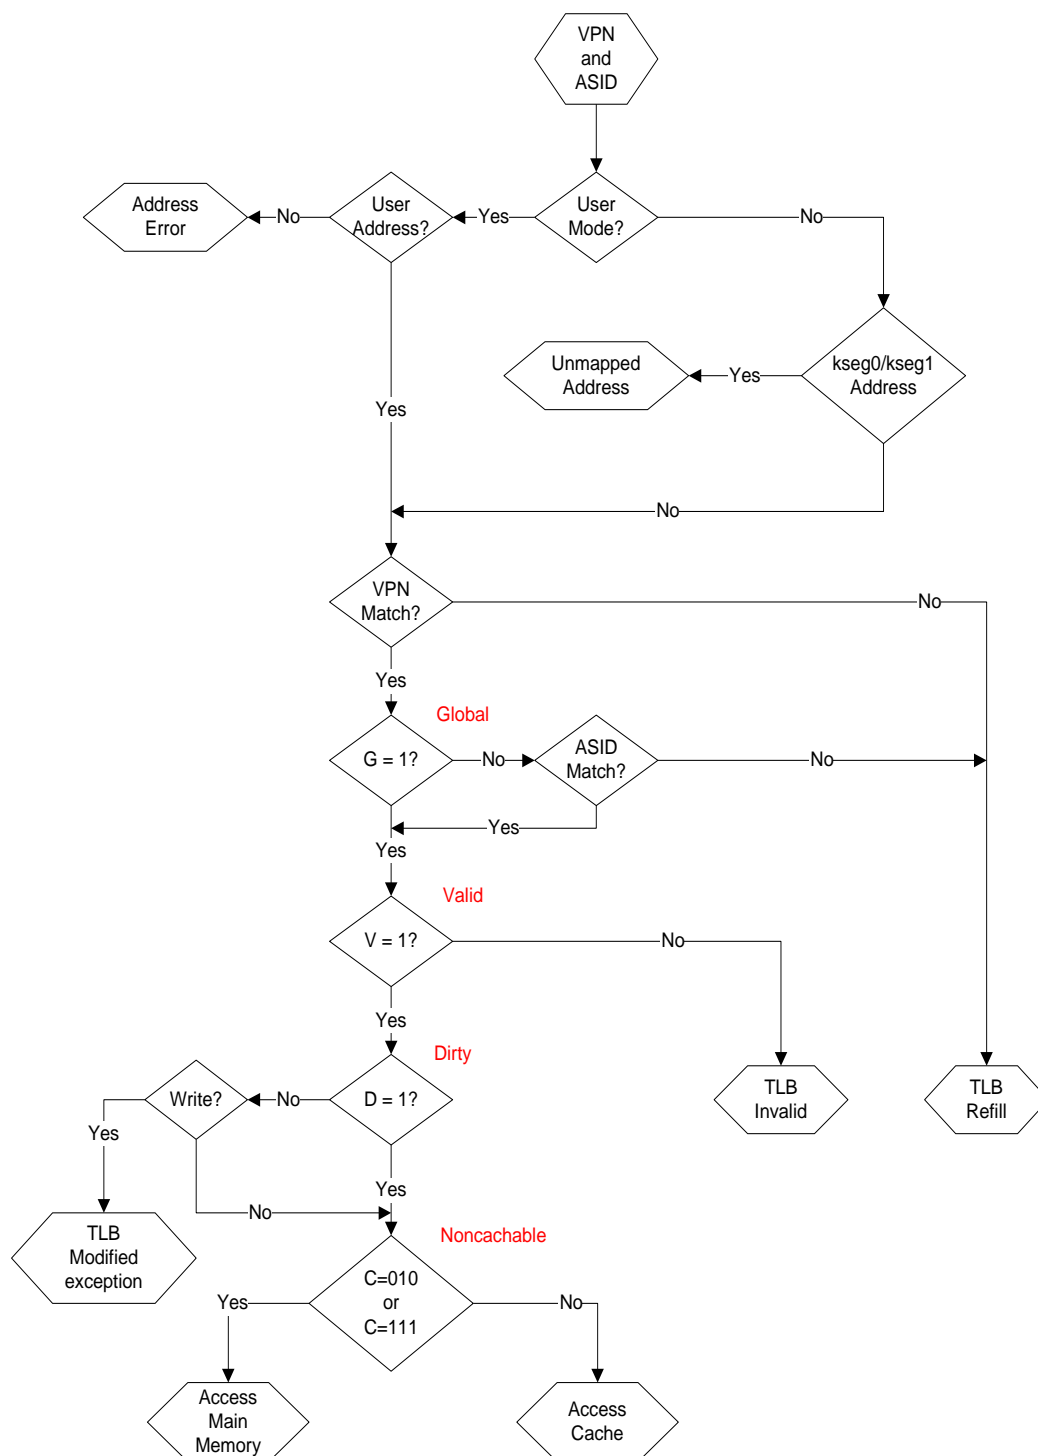 VPN
and
ASID
Address
Error
No
User
Address?
Yes
User
Mode?
No
Unmapped
Address
Yes
kseg0/kseg1
Address
Yes
No
VPN
Match?
No
Yes
Global
G = 1?
No
ASID
Match?
No
Yes
Yes
Valid
V = 1?
No
Yes
Dirty
Write?
No
D = 1?
TLB
Invalid
TLB
Refill
Yes
Yes
No
TLB
Modified
exception
Noncachable
C=010
or
C=111
Yes
No
Access
Main
Memory
Access
Cache